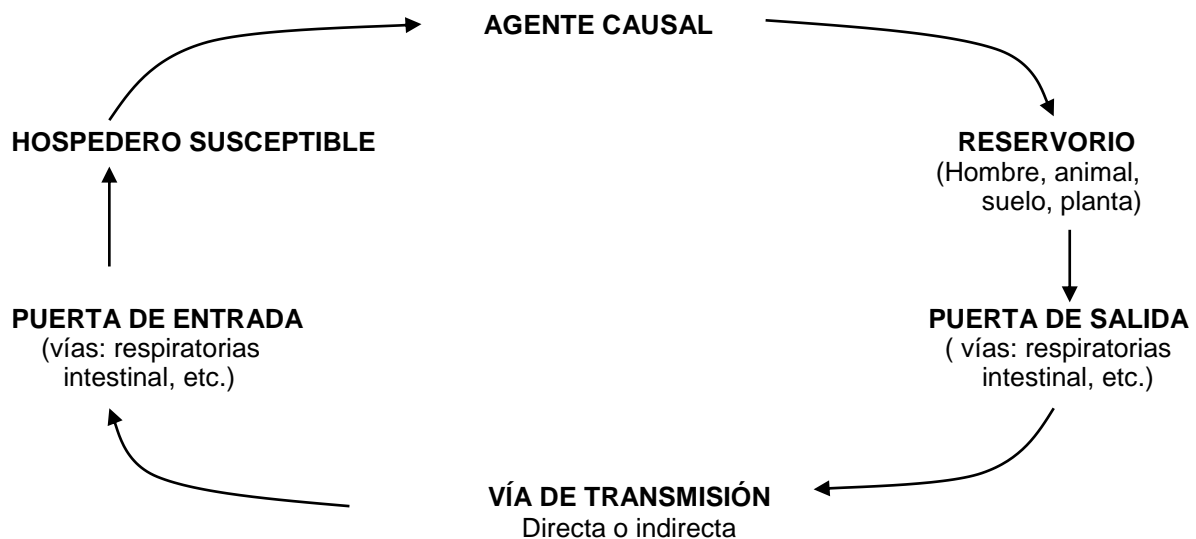 AGENTE CAUSAL
HOSPEDERO SUSCEPTIBLE
RESERVORIO
(Hombre, animal,
suelo, planta)
PUERTA DE ENTRADA
(vías: respiratorias
intestinal, etc.)
PUERTA DE SALIDA
( vías: respiratorias
intestinal, etc.)
VÍA DE TRANSMISIÓN
Directa o indirecta